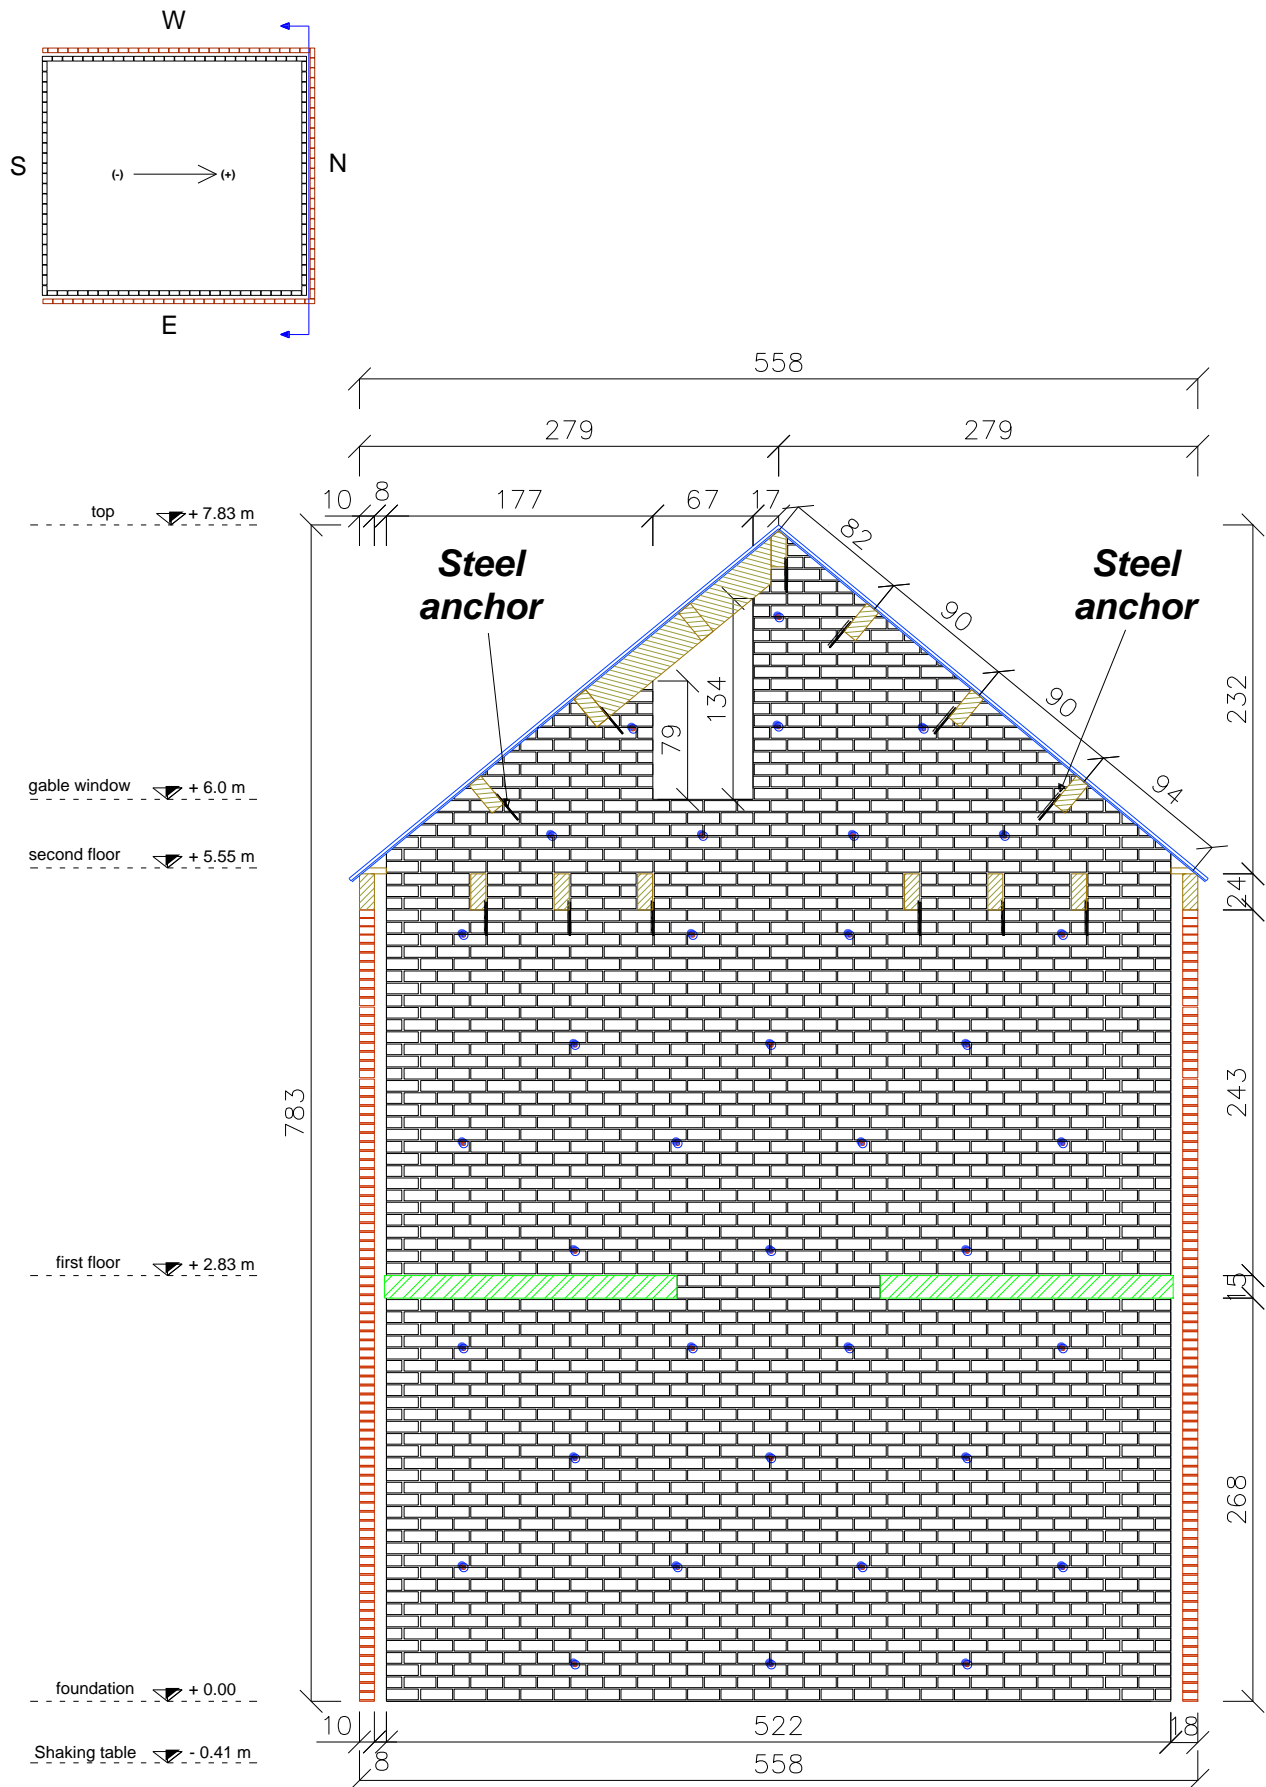 W
S
(-)
(+)
N
E
558
279
279
10
8
177
67
17
top
+ 7.83 m
82
Steel
anchor
Steel
anchor
90
90
94
232
134
79
gable window
+ 6.0 m
second floor
+ 5.55 m
24
243
783
first floor
+ 2.83 m
15
268
foundation
+ 0.00
10
8
522
18
Shaking table
- 0.41 m
558